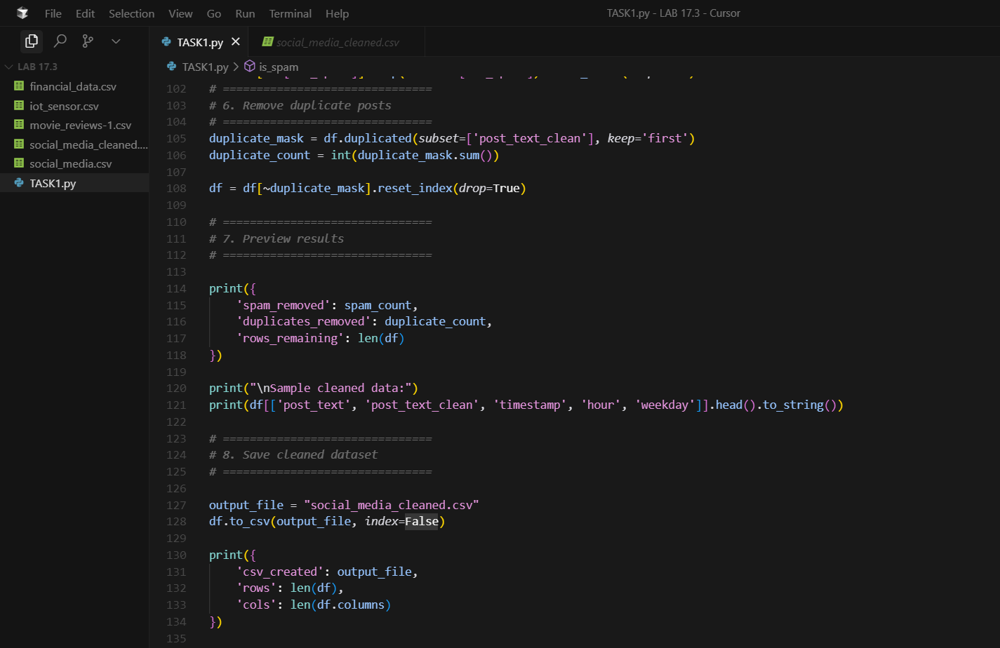 File Edit Selection View Go Run Terminal Help
TASK1.py - LAB 17.3 - Cursor
TASK1.py
social_media_cleaned.csv
LAB 17.3
TASK1.py > is_spam
financial_data.csv
iot_sensor.csv
movie_reviews-1.csv
social_media_cleaned....
social_media.csv
TASK1.py
102 # ===============================
103 # 6. Remove duplicate posts
104 # ===============================
105 duplicate_mask = df.duplicated(subset=['post_text_clean'], keep='first')
106 duplicate_count = int(duplicate_mask.sum())
107
108 df = df[~duplicate_mask].reset_index(drop=True)
109
110 # ===============================
111 # 7. Preview results
112 # ===============================
113
114 print({
115     'spam_removed': spam_count,
116     'duplicates_removed': duplicate_count,
117     'rows_remaining': len(df)
118 })
119
120 print("\nSample cleaned data:")
121 print(df[['post_text', 'post_text_clean', 'timestamp', 'hour', 'weekday']].head().to_string())
122
123 # ===============================
124 # 8. Save cleaned dataset
125 # ===============================
126
127 output_file = "social_media_cleaned.csv"
128 df.to_csv(output_file, index=False)
129
130 print({
131     'csv_created': output_file,
132     'rows': len(df),
133     'cols': len(df.columns)
134 })
135